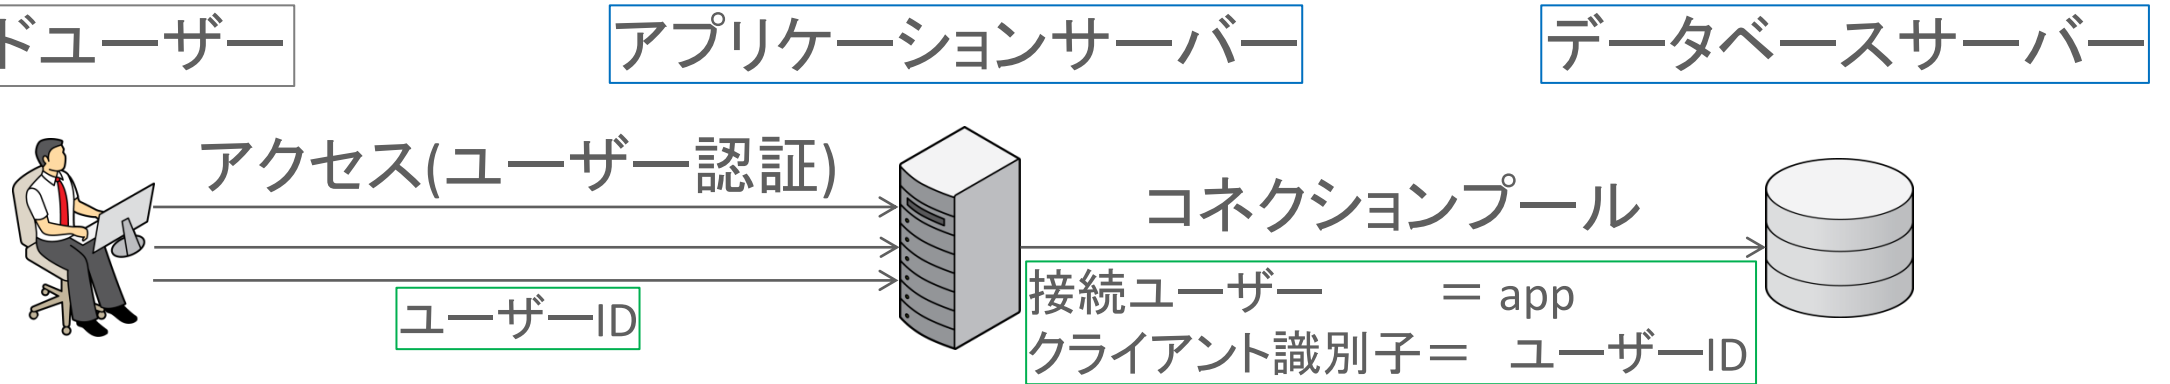 ドユーザー
アプリケーションサーバー
データベースサーバー
アクセス(ユーザー認証)
コネクションプール
ユーザーID
接続ユーザー　　＝ app
クライアント識別子＝　ユーザーID